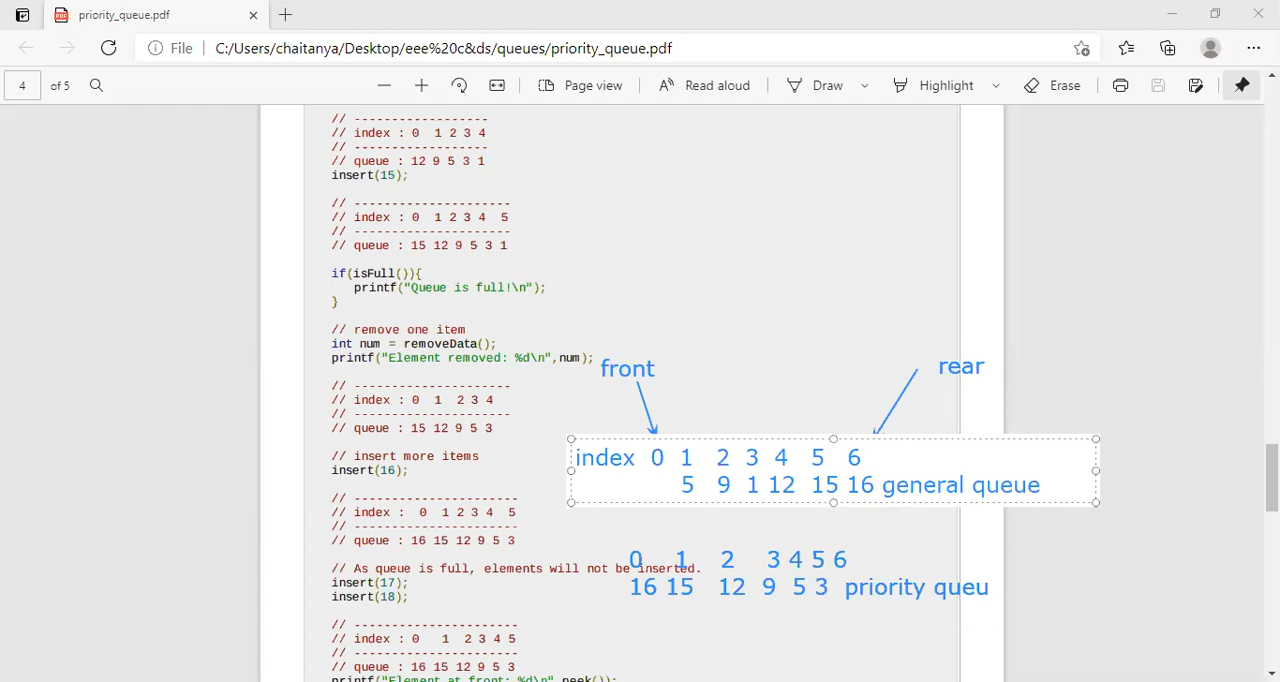 priority_queue.pdf
File C:/Users/chaitanya/Desktop/eee%20c&ds/queues/priority_queue.pdf
4 of 5 Page view Read aloud Draw Highlight Erase
// ------------------
// index : 0 1 2 3 4
// ------------------
// queue : 12 9 5 3 1
insert(15);
// ---------------------
// index : 0 1 2 3 4 5
// ---------------------
// queue : 15 12 9 5 3 1
if(isFull()){
printf("Queue is full!\n");
}
// remove one item
int num = removeData();
printf("Element removed: %d\n",num);
front
rear
// ---------------------
// index : 0 1 2 3 4
// ---------------------
// queue : 15 12 9 5 3
// insert more items
insert(16);
index 0 1 2 3 4 5 6
5 9 1 12 15 16 general queue
// ----------------------
// index : 0 1 2 3 4 5
// ----------------------
// queue : 16 15 12 9 5 3
0 1 2 3 4 5 6
// As queue is full, elements will not be inserted.
16 15 12 9 5 3 priority queu
insert(17);
insert(18);
// ---------------------
// index : 0 1 2 3 4 5
// ----------------------
// queue : 16 15 12 9 5 3
printf("Element at front: %d\n",peek());